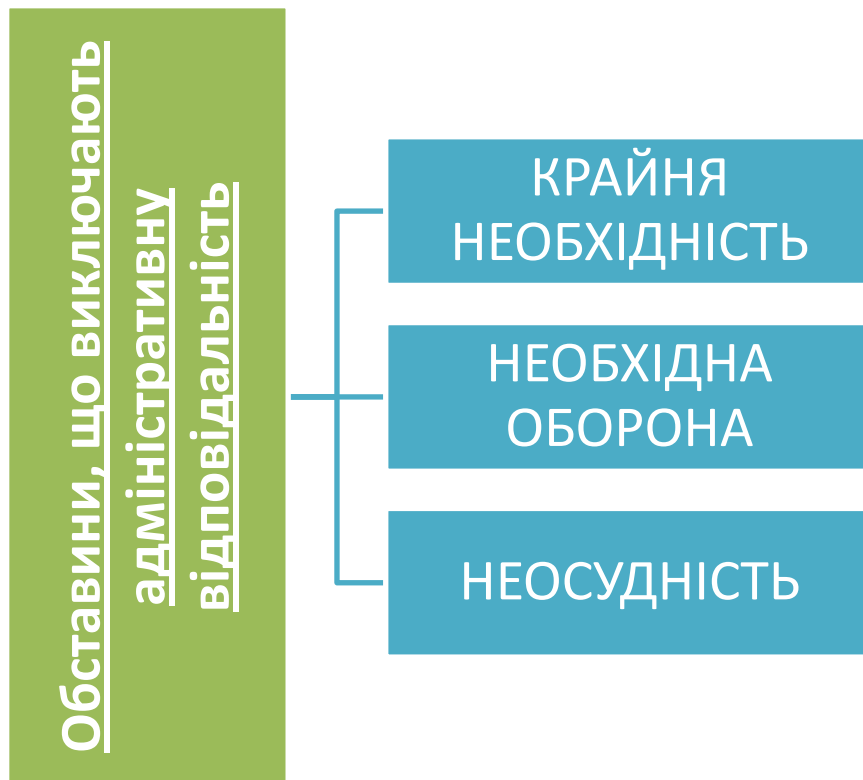 Обставини, що виключають
адміністративну
відповідальність
КРАЙНЯ
НЕОБХІДНІСТЬ
НЕОБХІДНА
ОБОРОНА
НЕОСУДНІСТЬ